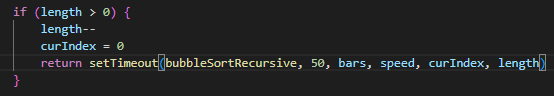 if (length > 0) {
length--
curIndex = 0
return setTimeout(bubbleSortRecursive, 50, bars, speed, curIndex, length)
}